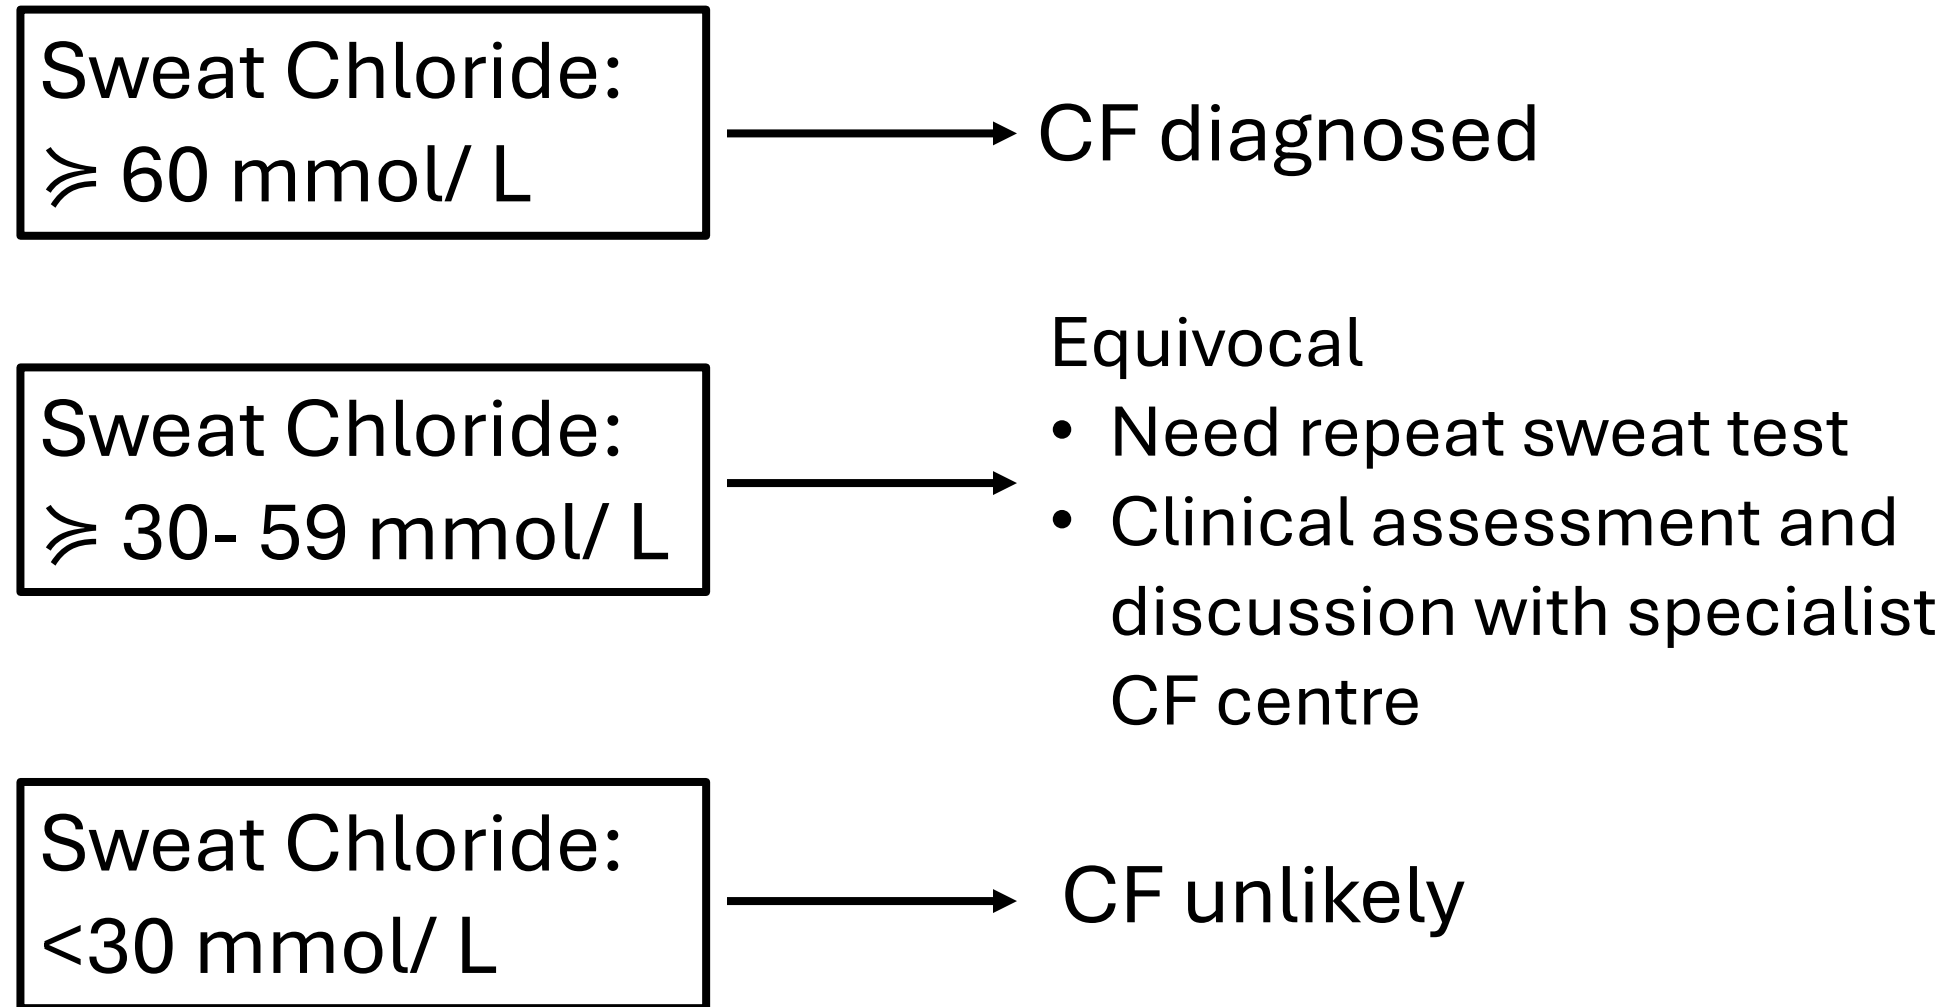 Sweat Chloride:
≽ 60 mmol/ L
CF diagnosed
Sweat Chloride:
≽ 30- 59 mmol/ L
Equivocal
• Need repeat sweat test
• Clinical assessment and
discussion with specialist
CF centre
Sweat Chloride:
<30 mmol/ L
CF unlikely